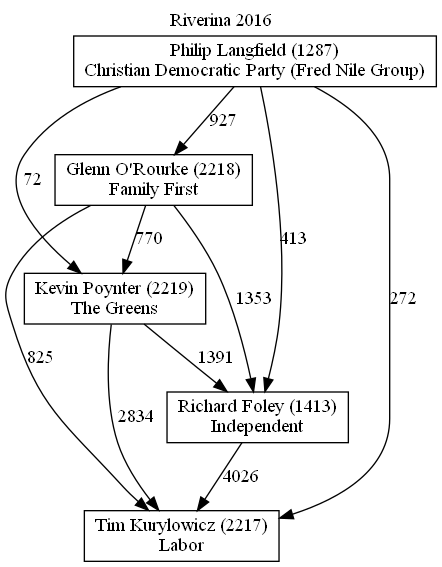 Riverina 2016
Philip Langfield (1287)
Christian Democratic Party (Fred Nile Group)
927
Glenn O'Rourke (2218)
Family First
72
770
413
Kevin Poynter (2219)
The Greens
1353
272
825
1391
Richard Foley (1413)
Independent
2834
4026
Tim Kurylowicz (2217)
Labor